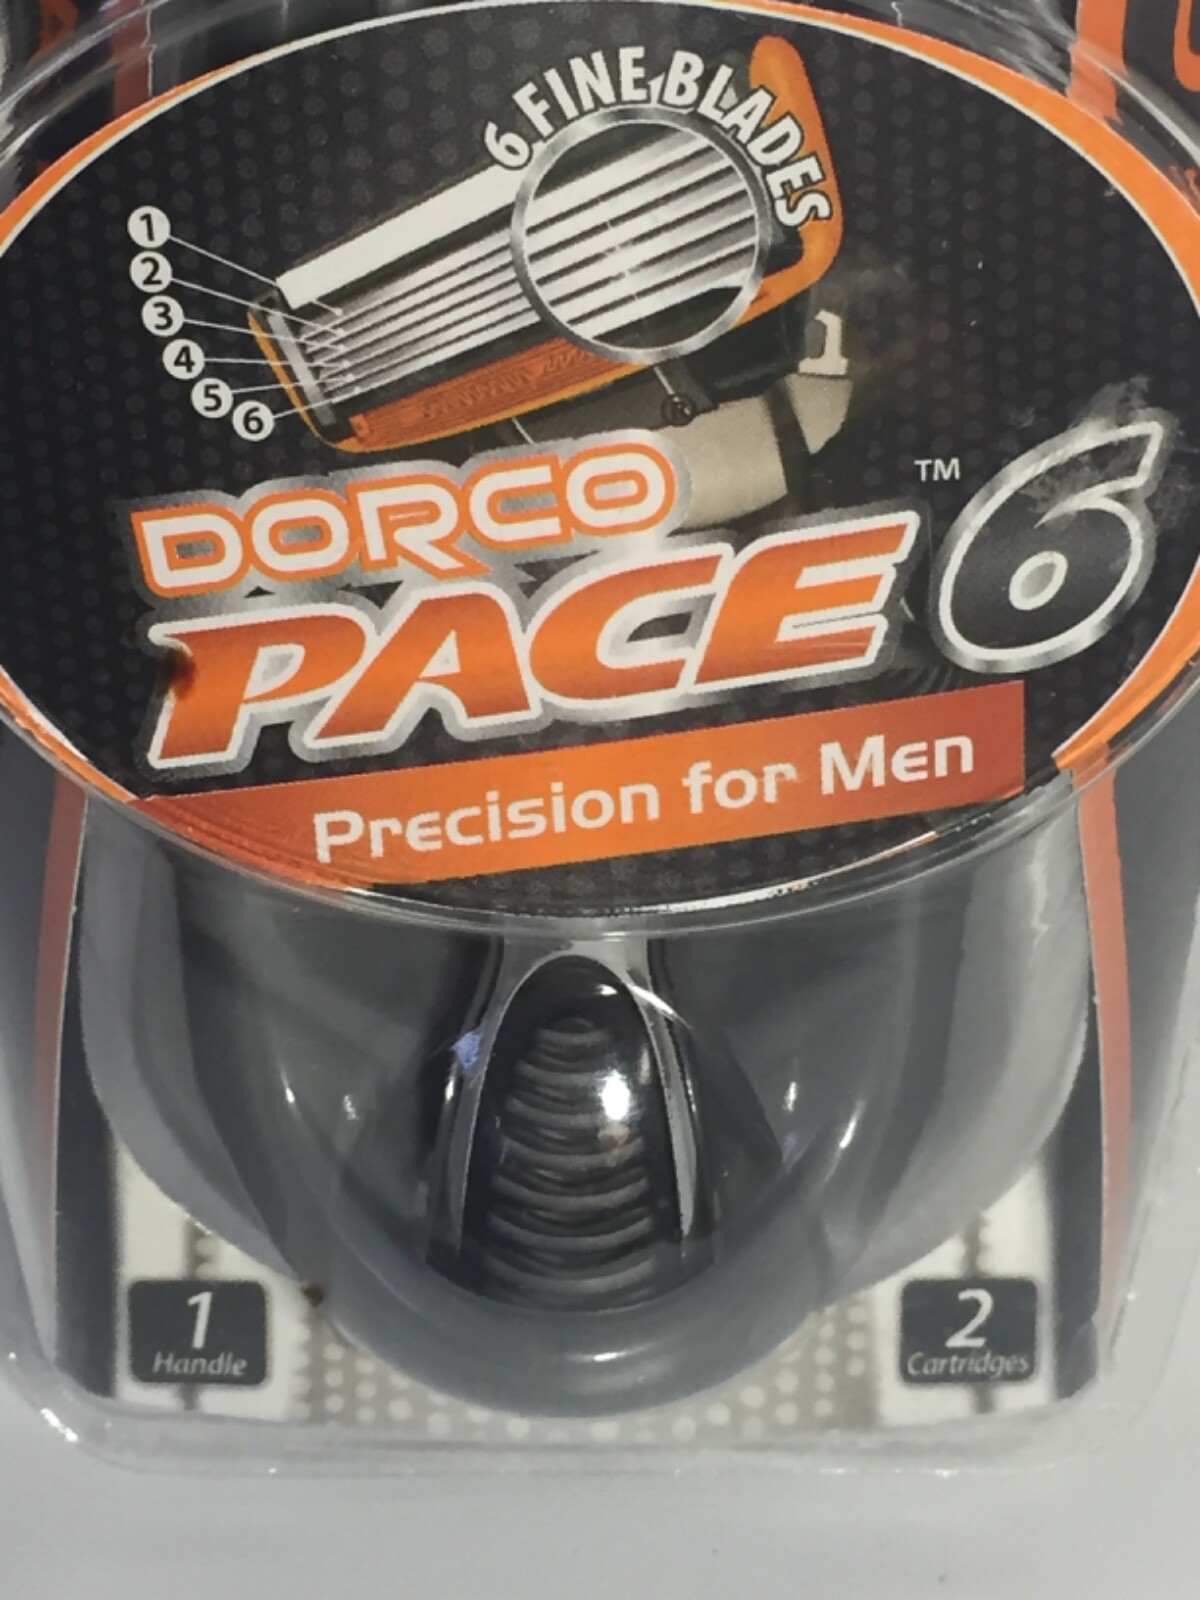 6 FINE BLADES
1
2
3
4
5
6
®
DORCO
TM
PACE 6
Precision for Men
1
Handle
2
Cartridges